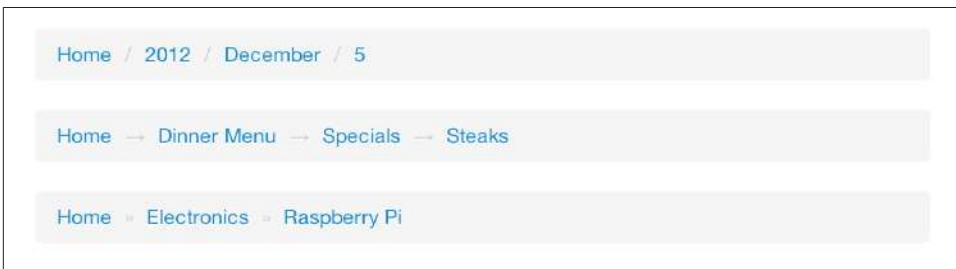 Home / 2012 / December / 5
Home → Dinner Menu → Specials → Steaks
Home » Electronics » Raspberry Pi